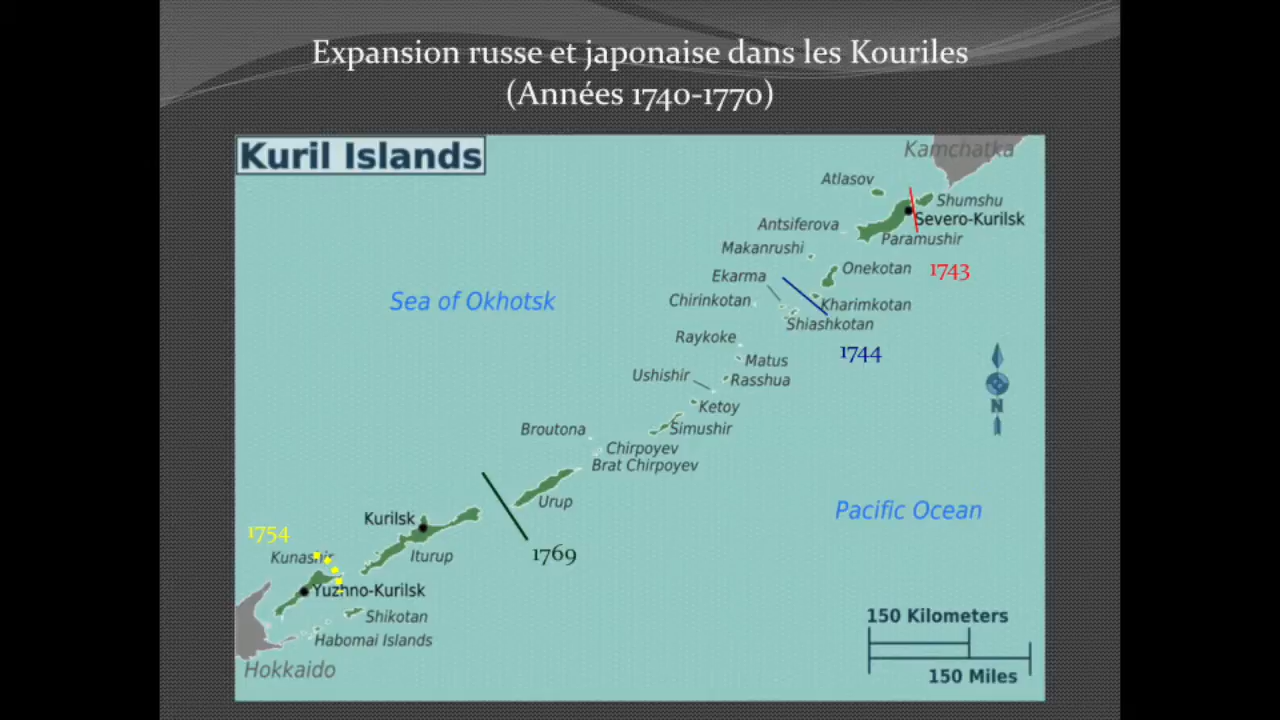 Expansion russe et japonaise dans les Kouriles
(Années 1740-1770)
Kuril Islands
Kamchatka
Atlasov
Shumshu
Severo-Kurilsk
Antsiferova
Paramushir
Makanrushi
Onekotan
1743
Ekarma
Sea of Okhotsk
Chirinkotan
Kharimkotan
Shiashkotan
Raykoke
1744
Matus
Ushishir
Rasshua
Ketoy
Broutona
Simushir
Chirpoyev
Brat Chirpoyev
Urup
Pacific Ocean
Kurilsk
1754
Iturup
1769
Kunashir
Yuzhno-Kurilsk
Shikotan
Habomai Islands
Hokkaido
N
150 Kilometers
150 Miles